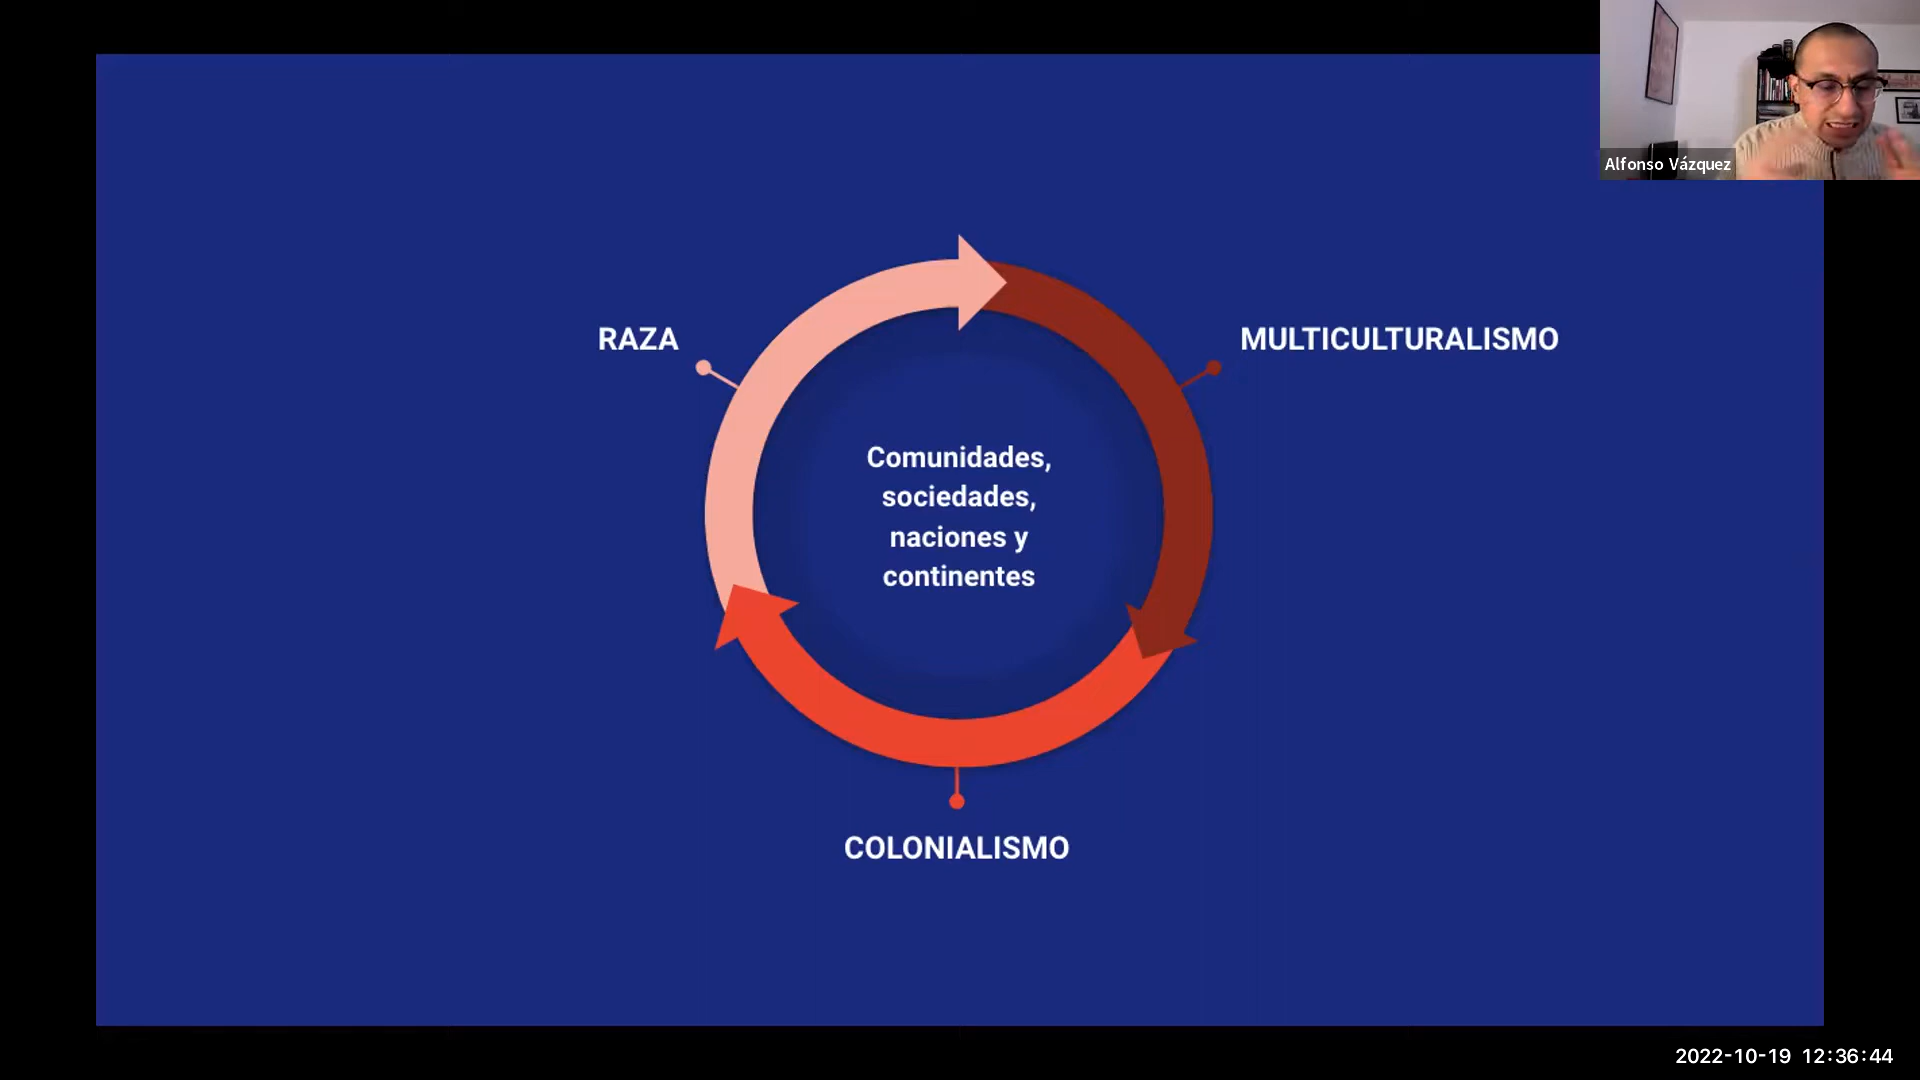 Alfonso Vázquez
RAZA
MULTICULTURALISMO
Comunidades,
sociedades,
naciones y
continentes
COLONIALISMO
2022-10-19 12:36:44